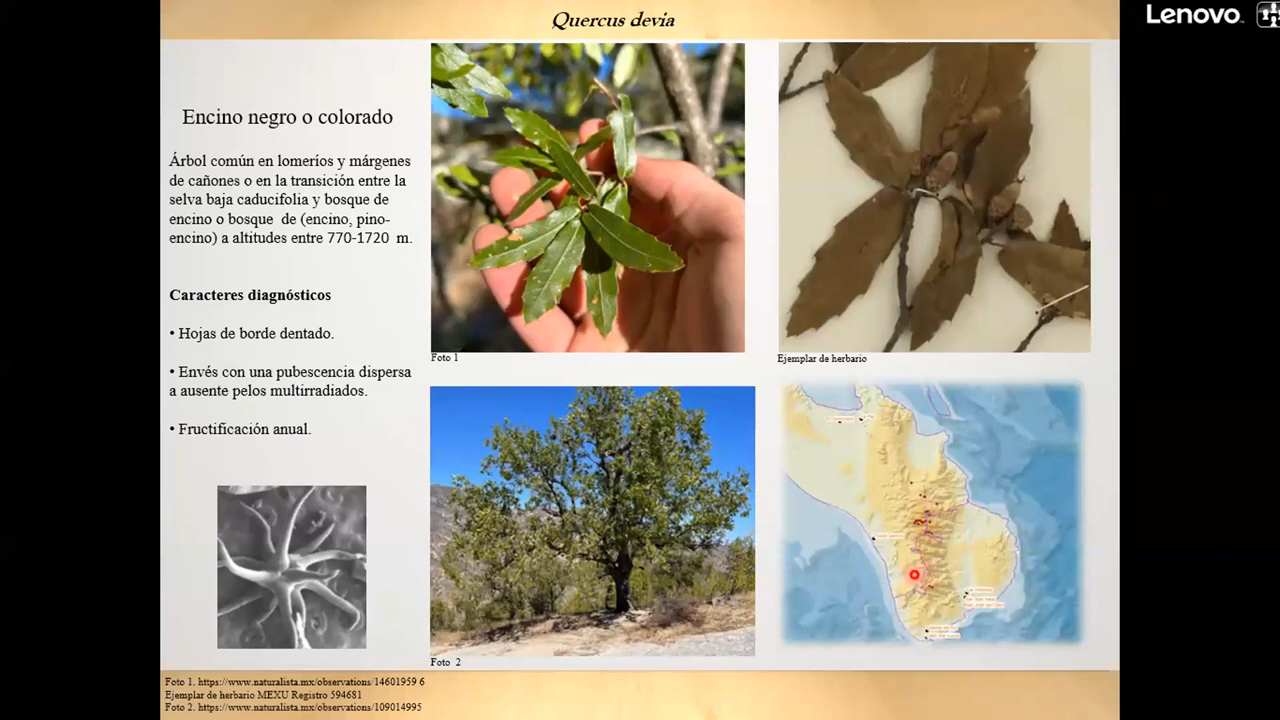 Quercus devia
Lenovo
Encino negro o colorado
Árbol común en lomeríos y márgenes
de cañones o en la transición entre la
selva baja caducifolia y bosque de
encino o bosque de (encino, pino-
encino) a altitudes entre 770-1720 m.
Caracteres diagnósticos
• Hojas de borde dentado.
• Envés con una pubescencia dispersa
a ausente pelos multirradiados.
• Fructificación anual.
Foto 1
Ejemplar de herbario
Foto 2
Foto 1. https://www.naturalista.mx/observations/14601959 6
Ejemplar de herbario MEXU Registro 594681
Foto 2. https://www.naturalista.mx/observations/109014995